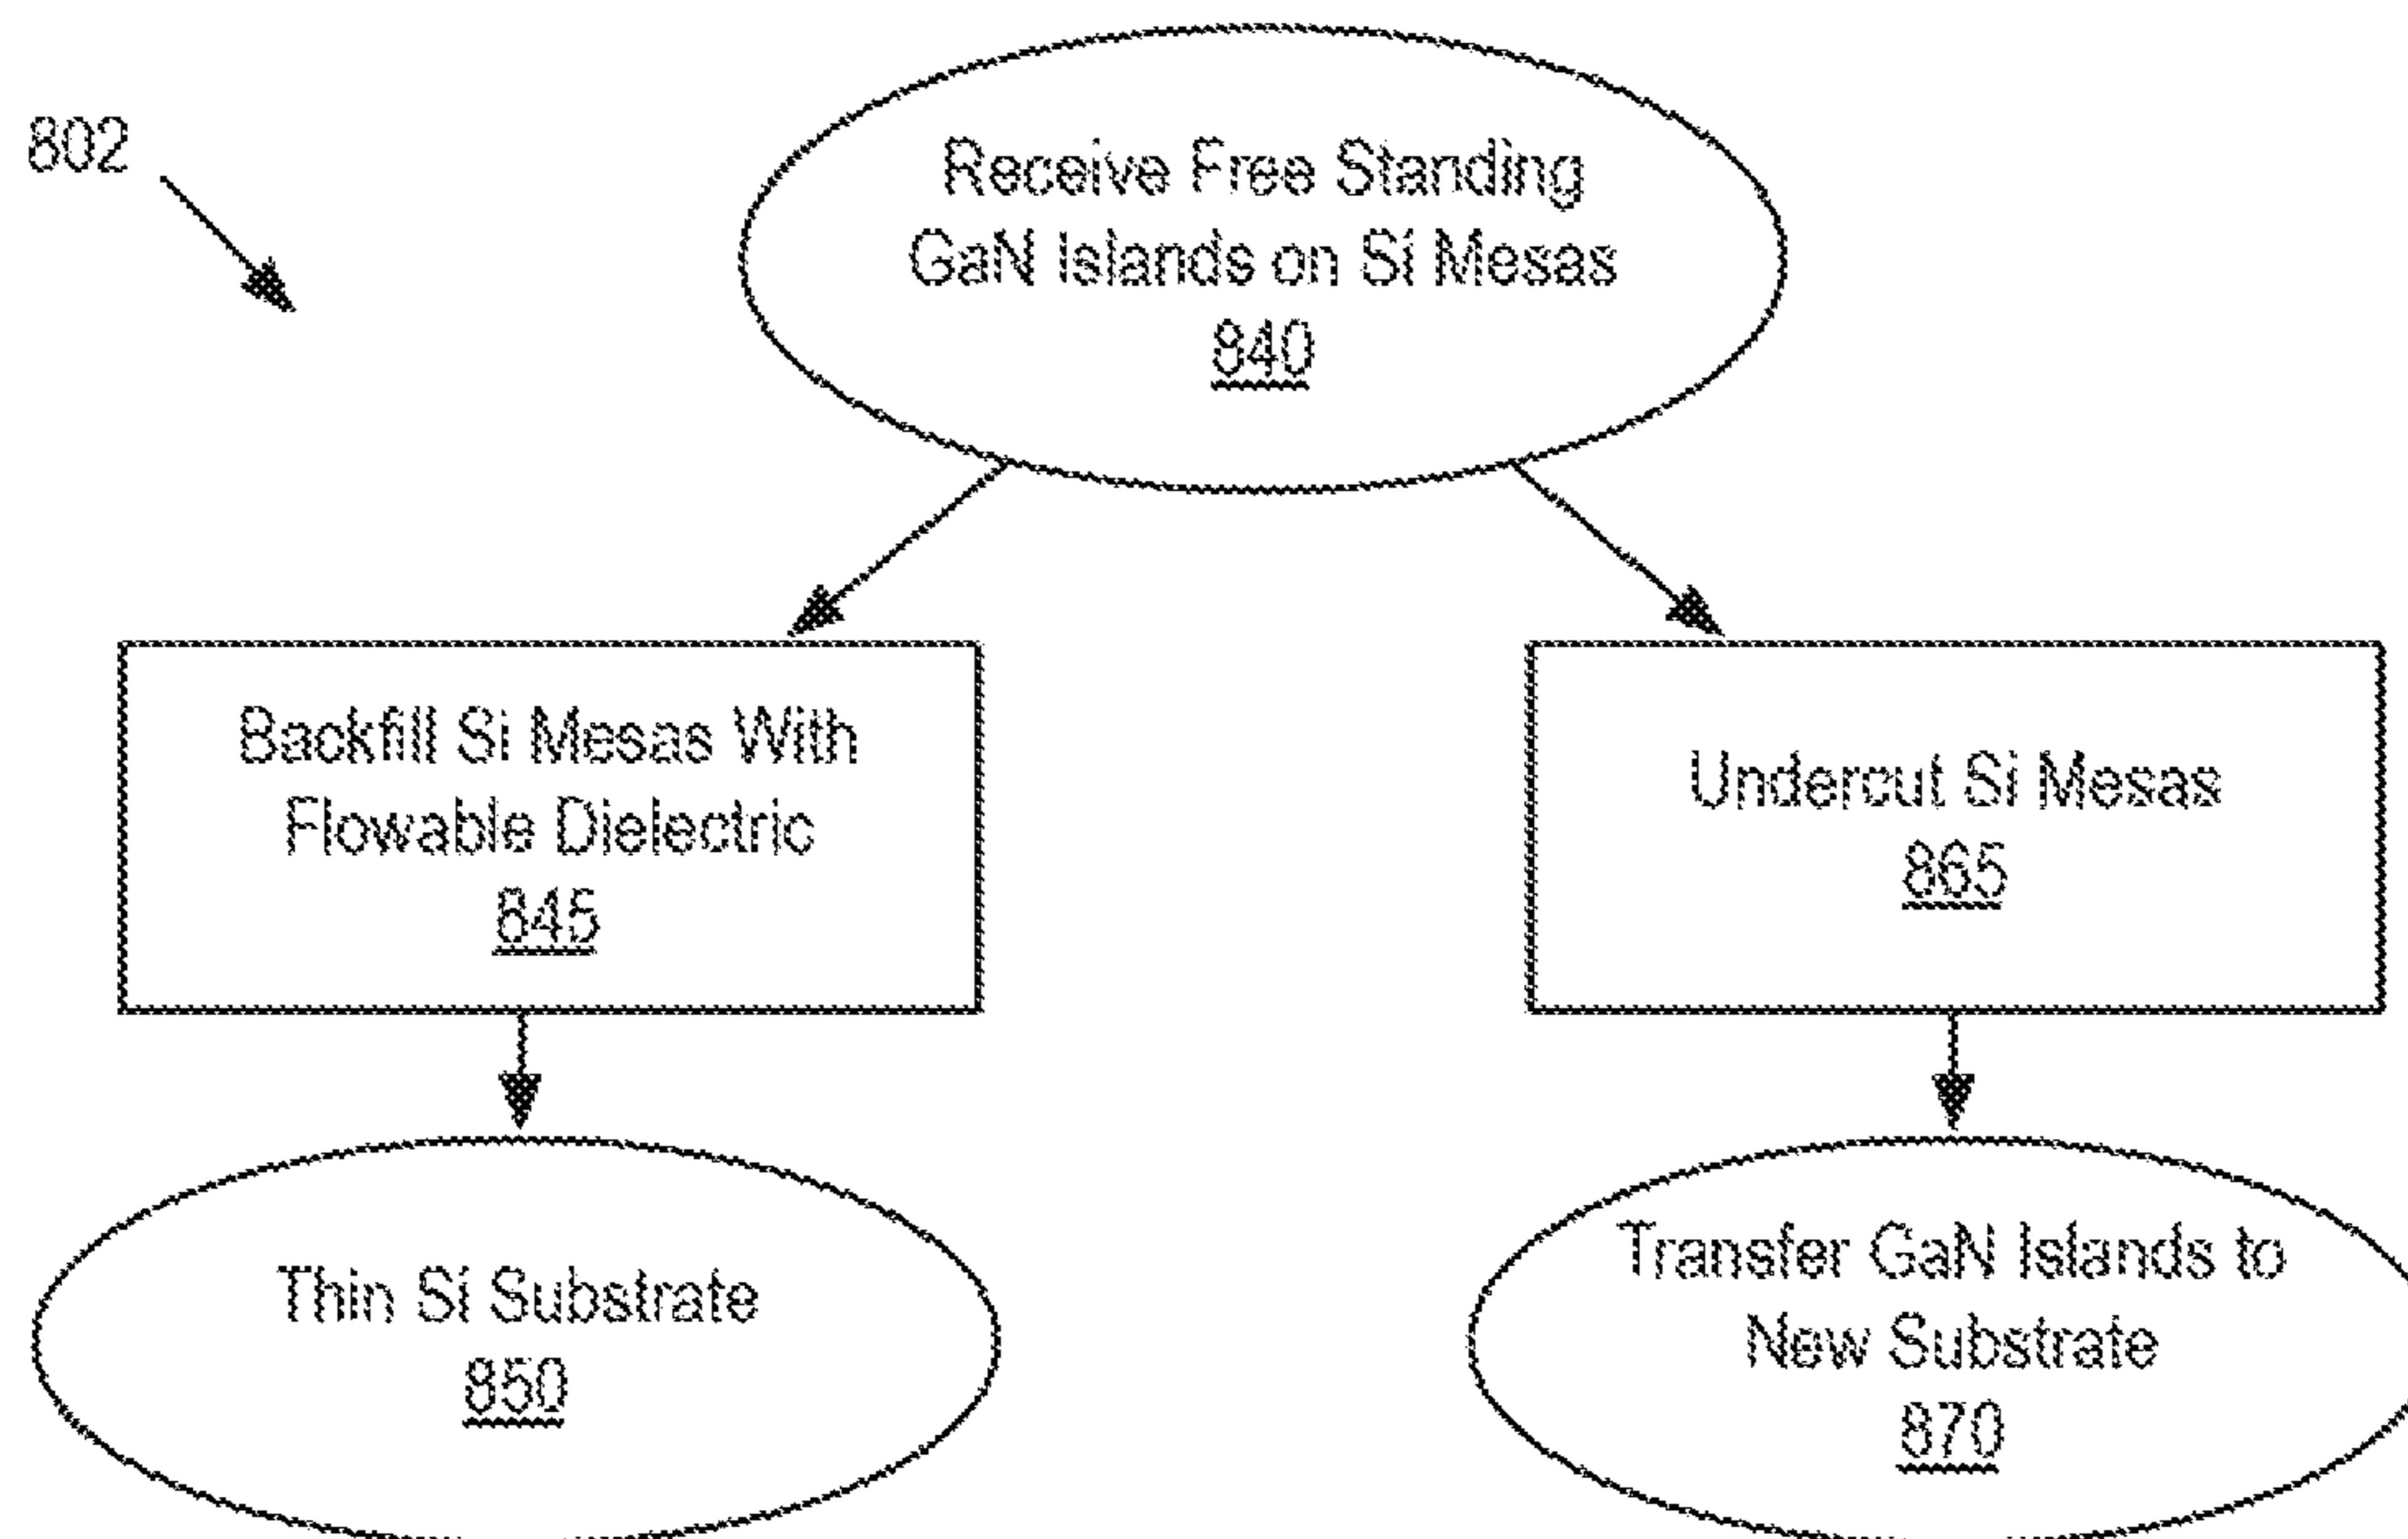 802
Receive Free Standing
GaN Islands on Si Mesas
840
Backfill Si Mesas With
Flowable Dielectric
845
Undercut Si Mesas
865
Thin Si Substrate
850
Transfer GaN Islands to
New Substrate
870